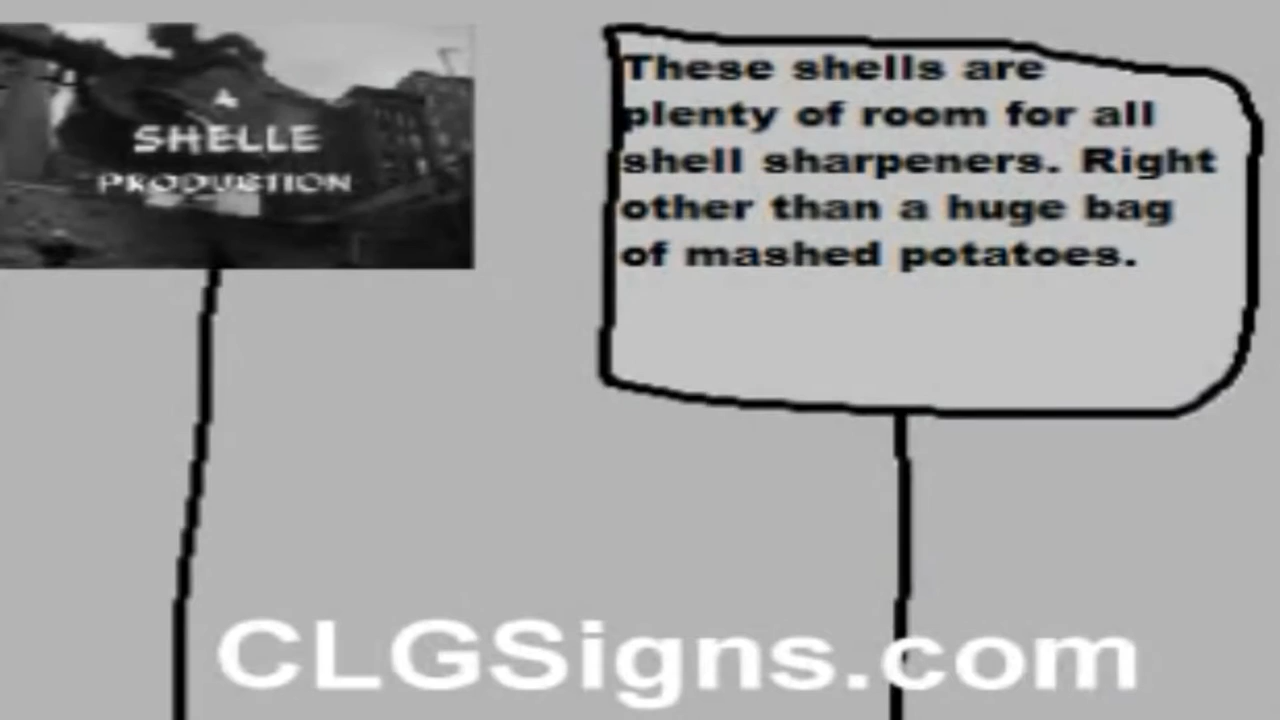 A
SHELLE
PRODUCTION
These shells are
plenty of room for all
shell sharpeners. Right
other than a huge bag
of mashed potatoes.
CLGSigns.com